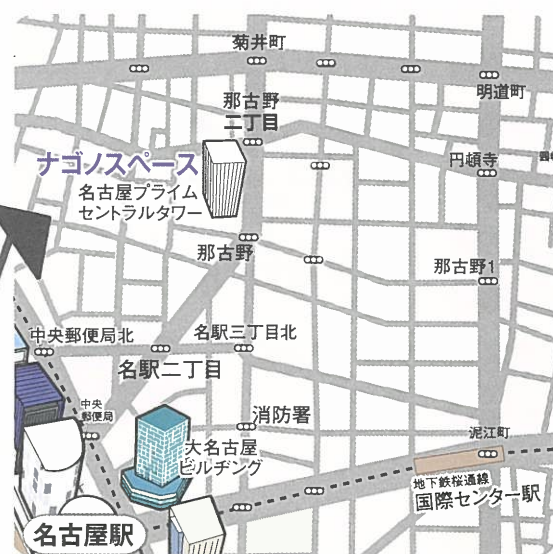 菊井町
明道町
那古野
二丁目
円頓寺
ナゴノスペース
名古屋プライム
セントラルタワー
那古野
那古野1
中央郵便局北
名駅三丁目北
名駅二丁目
中央
郵便局
消防署
大名古屋
ビルヂング
泥江町
地下鉄桜通線
国際センター駅
名古屋駅